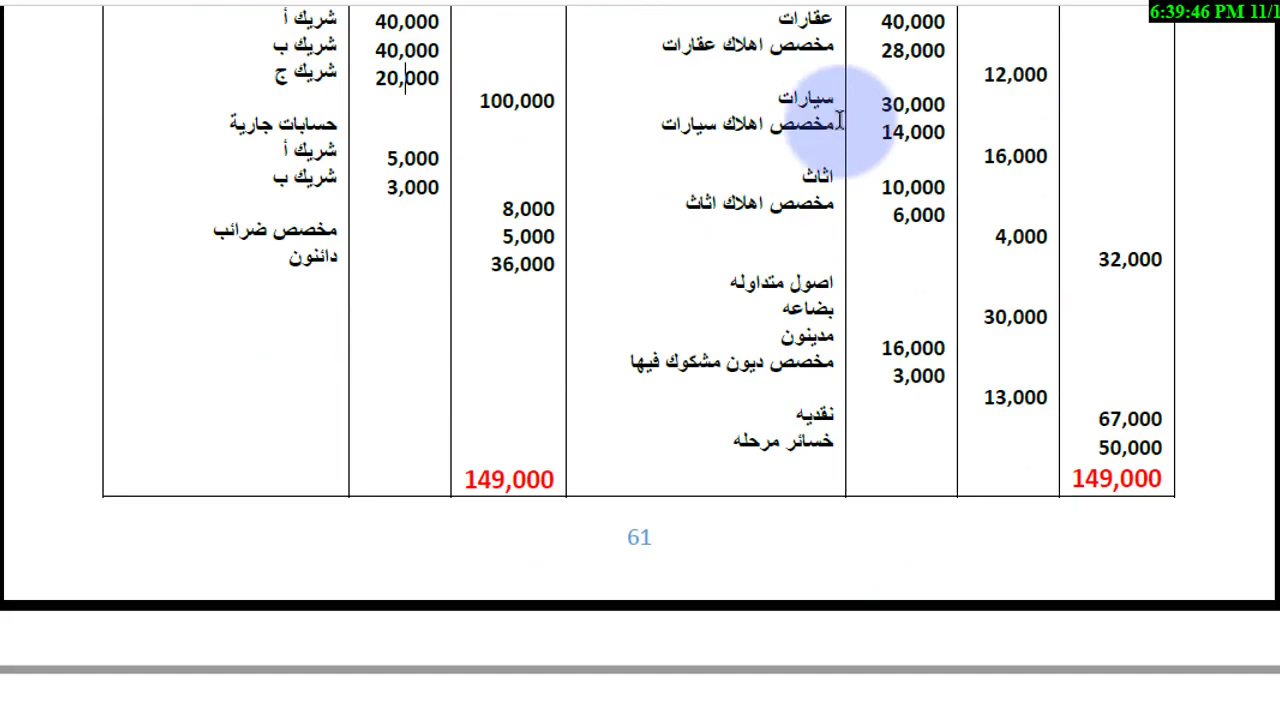 6:39:46 PM 11/1
40,000 عقارات 40,000 شريك أ
28,000 مخصص اهلاك عقارات 40,000 شريك ب
12,000 20,000 شريك ج
30,000 سيارات 100,000
14,000 مخصص اهلاك سيارات حسابات جارية
16,000 5,000 شريك أ
10,000 اثاث 3,000 شريك ب
6,000 مخصص اهلاك اثاث 8,000
4,000 5,000 مخصص ضرائب
32,000 36,000 دائنون
اصول متداوله
30,000 بضاعه
16,000 مدينون
3,000 مخصص ديون مشكوك فيها
13,000
67,000 نقديه
50,000 خسائر مرحله
149,000 149,000
61